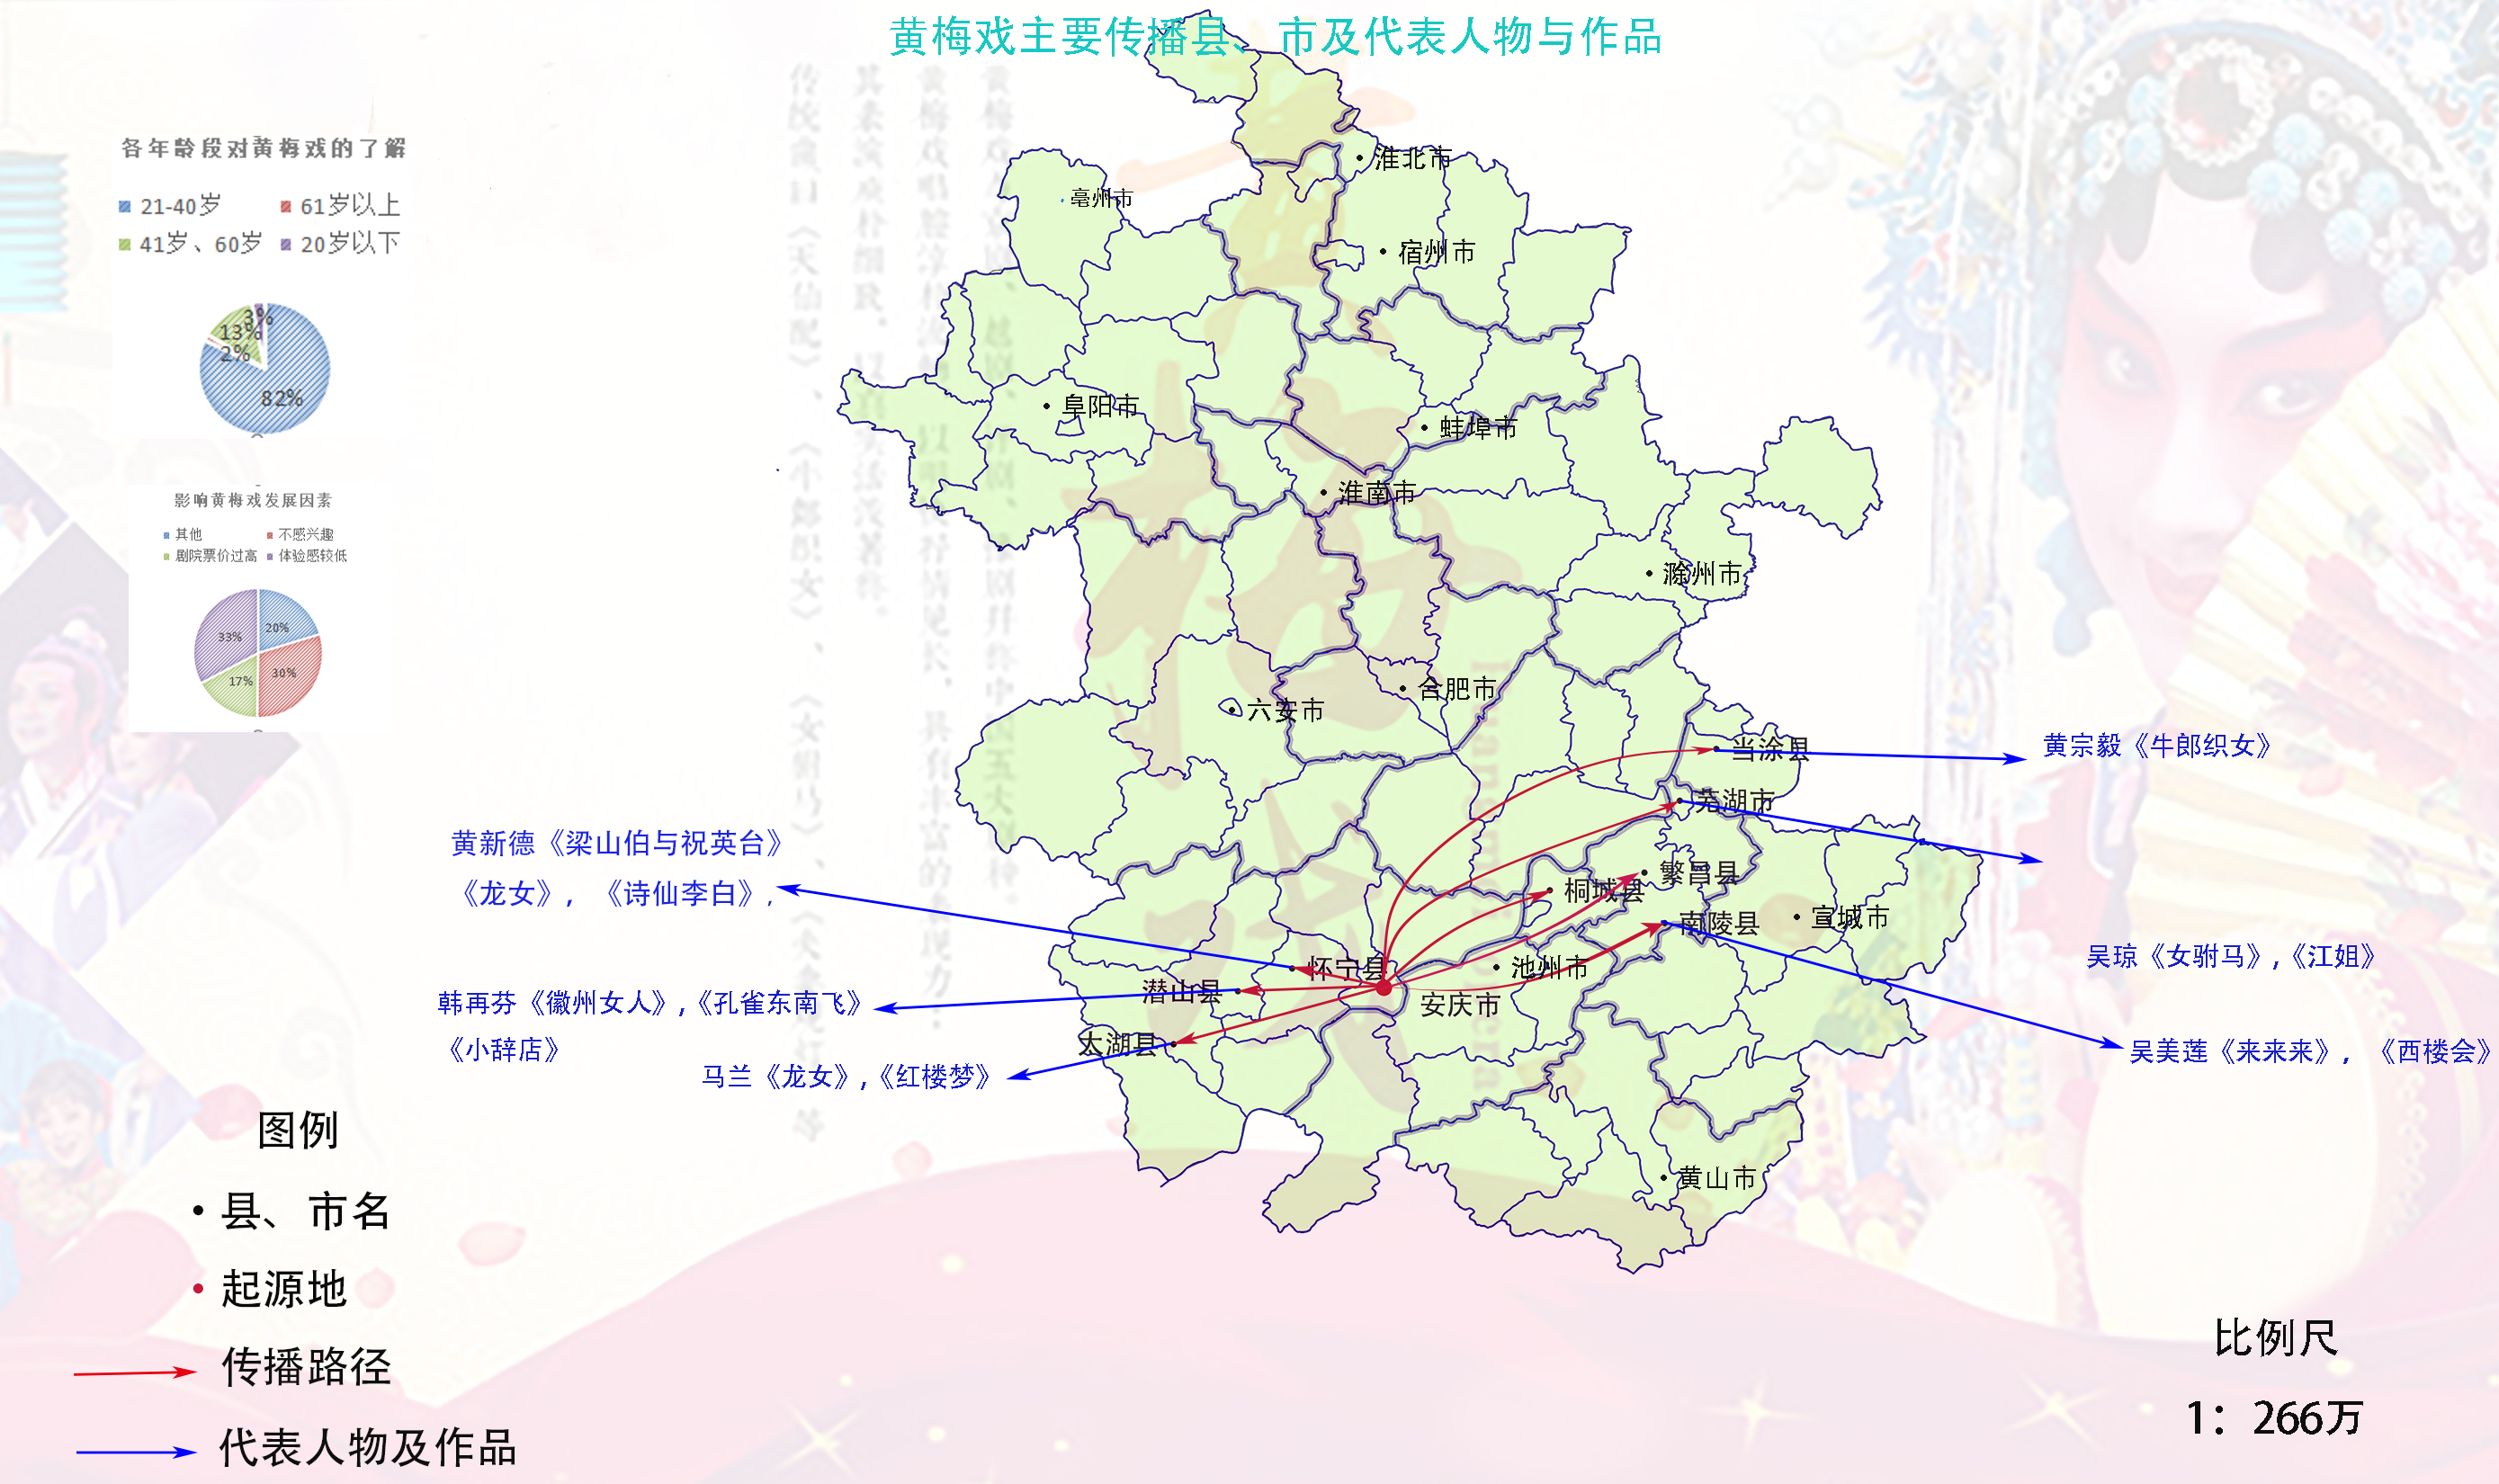 黄梅戏主要传播县、市及代表人物与作品
各年龄段对黄梅戏的了解
21-40岁 61岁以上
41岁、60岁 20岁以下
3%
13%
2%
82%
影响黄梅戏发展因素
其他 不感兴趣
剧院票价过高 体验感较低
33% 20%
17% 30%
淮北市
亳州市
宿州市
阜阳市
蚌埠市
淮南市
滁州市
合肥市
六安市
当涂县
芜湖市
繁昌县
桐城县
南陵县
宣城市
怀宁县
池州市
潜山县
安庆市
太湖县
黄山市
黄宗毅《牛郎织女》
黄新德《梁山伯与祝英台》
《龙女》,《诗仙李白》,
吴琼《女驸马》,《江姐》
韩再芬《徽州女人》,《孔雀东南飞》
《小辞店》
马兰《龙女》,《红楼梦》
吴美莲《来来来》,《西楼会》
图例
县、市名
起源地
传播路径
代表人物及作品
比例尺
1：266万